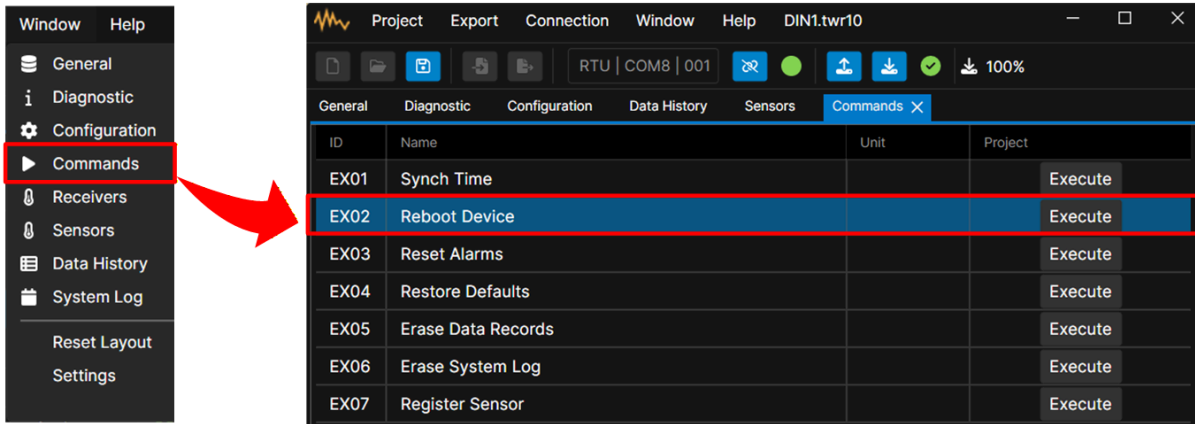 Window Help
General
Diagnostic
Configuration
Commands
Receivers
Sensors
Data History
System Log
Reset Layout
Settings
Project Export Connection Window Help DIN1.twr10
RTU | COM8 | 001 100%
General Diagnostic Configuration Data History Sensors Commands
ID Name Unit Project
EX01 Synch Time Execute
EX02 Reboot Device Execute
EX03 Reset Alarms Execute
EX04 Restore Defaults Execute
EX05 Erase Data Records Execute
EX06 Erase System Log Execute
EX07 Register Sensor Execute